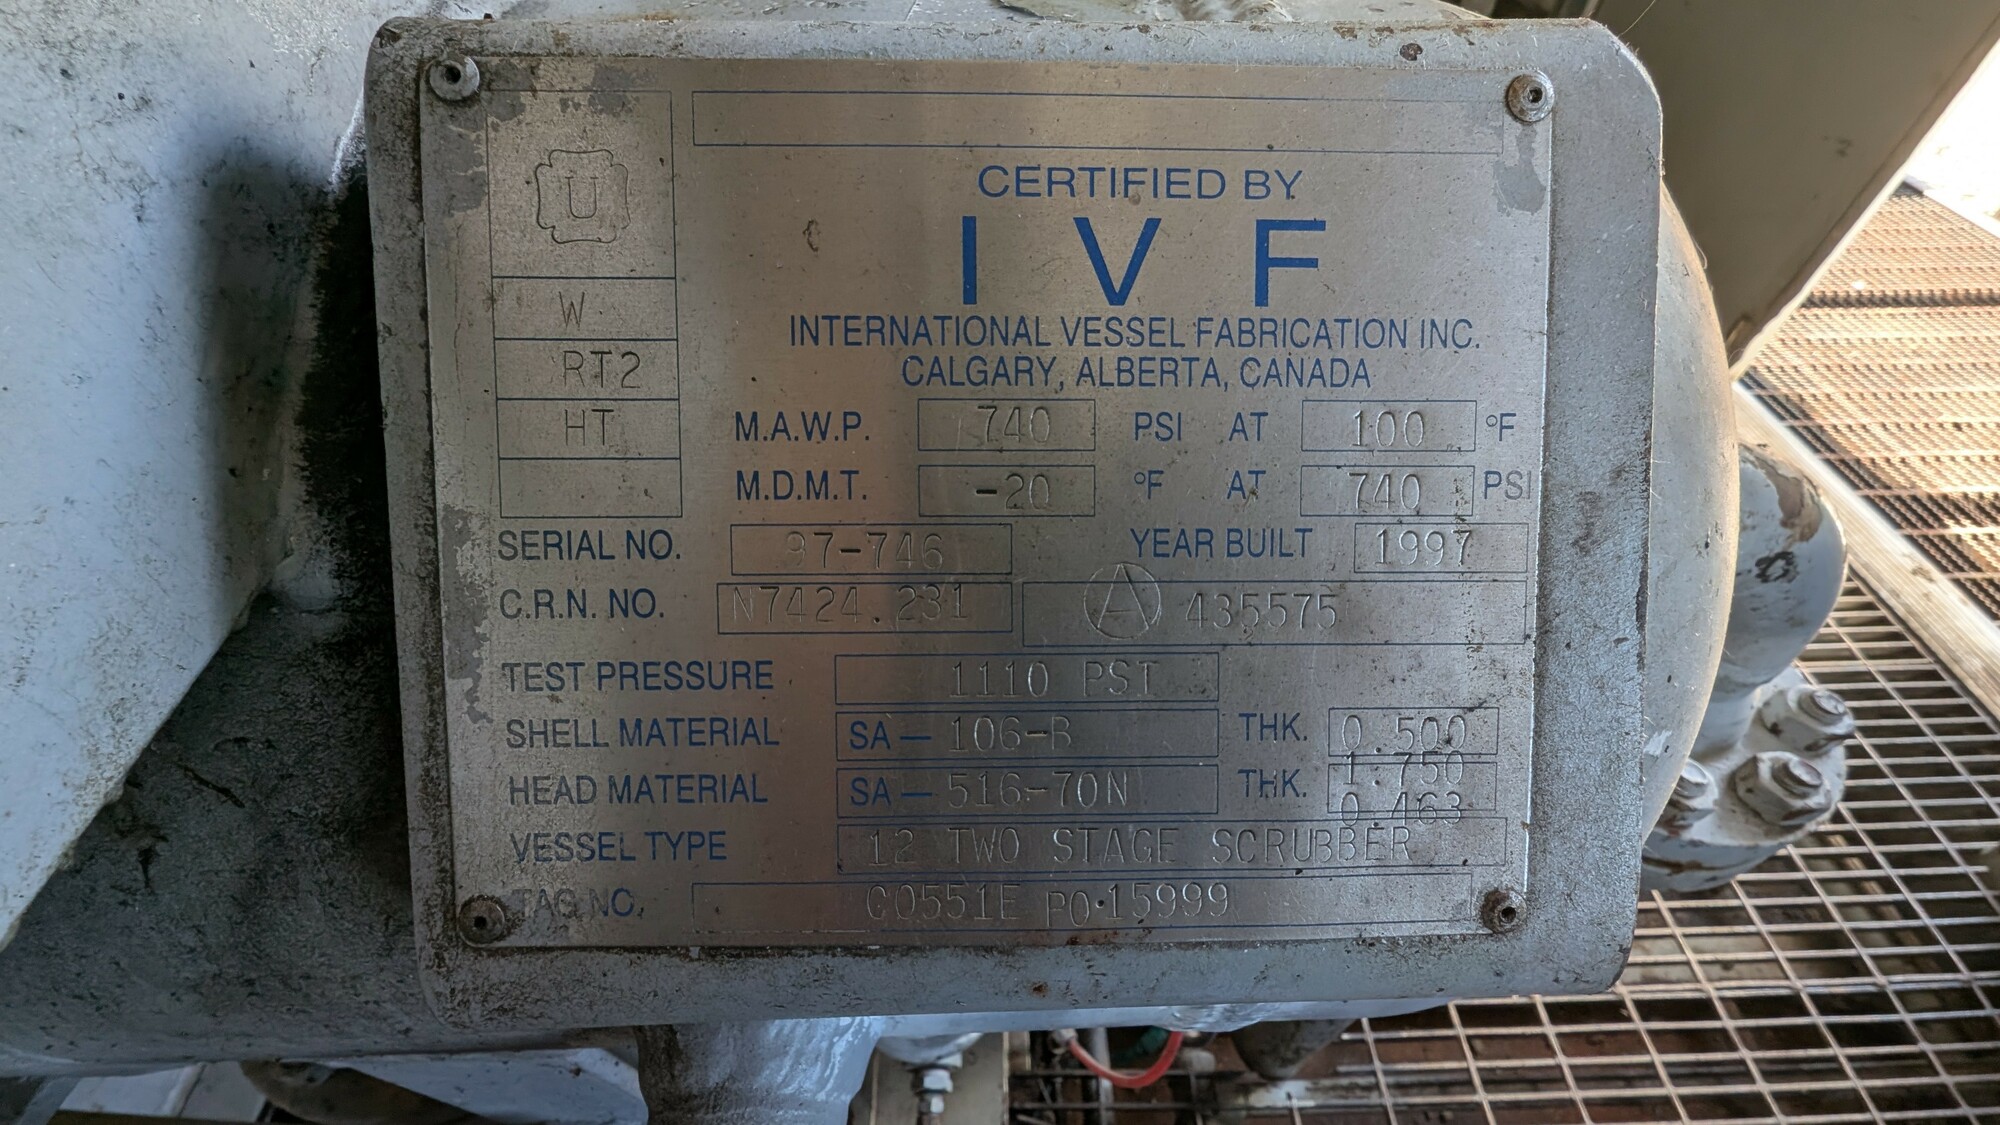 U
W
RT2
HT
CERTIFIED BY
I V F
INTERNATIONAL VESSEL FABRICATION INC.
CALGARY, ALBERTA, CANADA
M.A.W.P. 740 PSI AT 100 °F
M.D.M.T. -20 °F AT 740 PSI
SERIAL NO. 97-746 YEAR BUILT 1997
C.R.N. NO. N7424.231 A 435575
TEST PRESSURE 1110 PSI
SHELL MATERIAL SA — 106-B THK. 0.500
HEAD MATERIAL SA — 516-70N THK. 1.750
0.463
VESSEL TYPE 12 TWO STAGE SCRUBBER
TAG NO. C0551E PO·15999